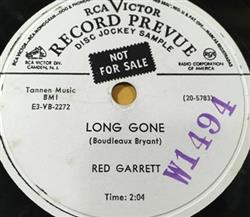 RCA VICTOR
RECORD PREVUE
DISC JOCKEY SAMPLE
RCA VICTOR DIV.
CAMDEN, N.J.
RADIO CORPORATION
OF AMERICA
NOT
FOR SALE
Tannen Music
BMI
E3-VB-2272
(20-5783)
LONG GONE
(Boudleaux Bryant)
RED GARRETT
Time: 2:04
W1494